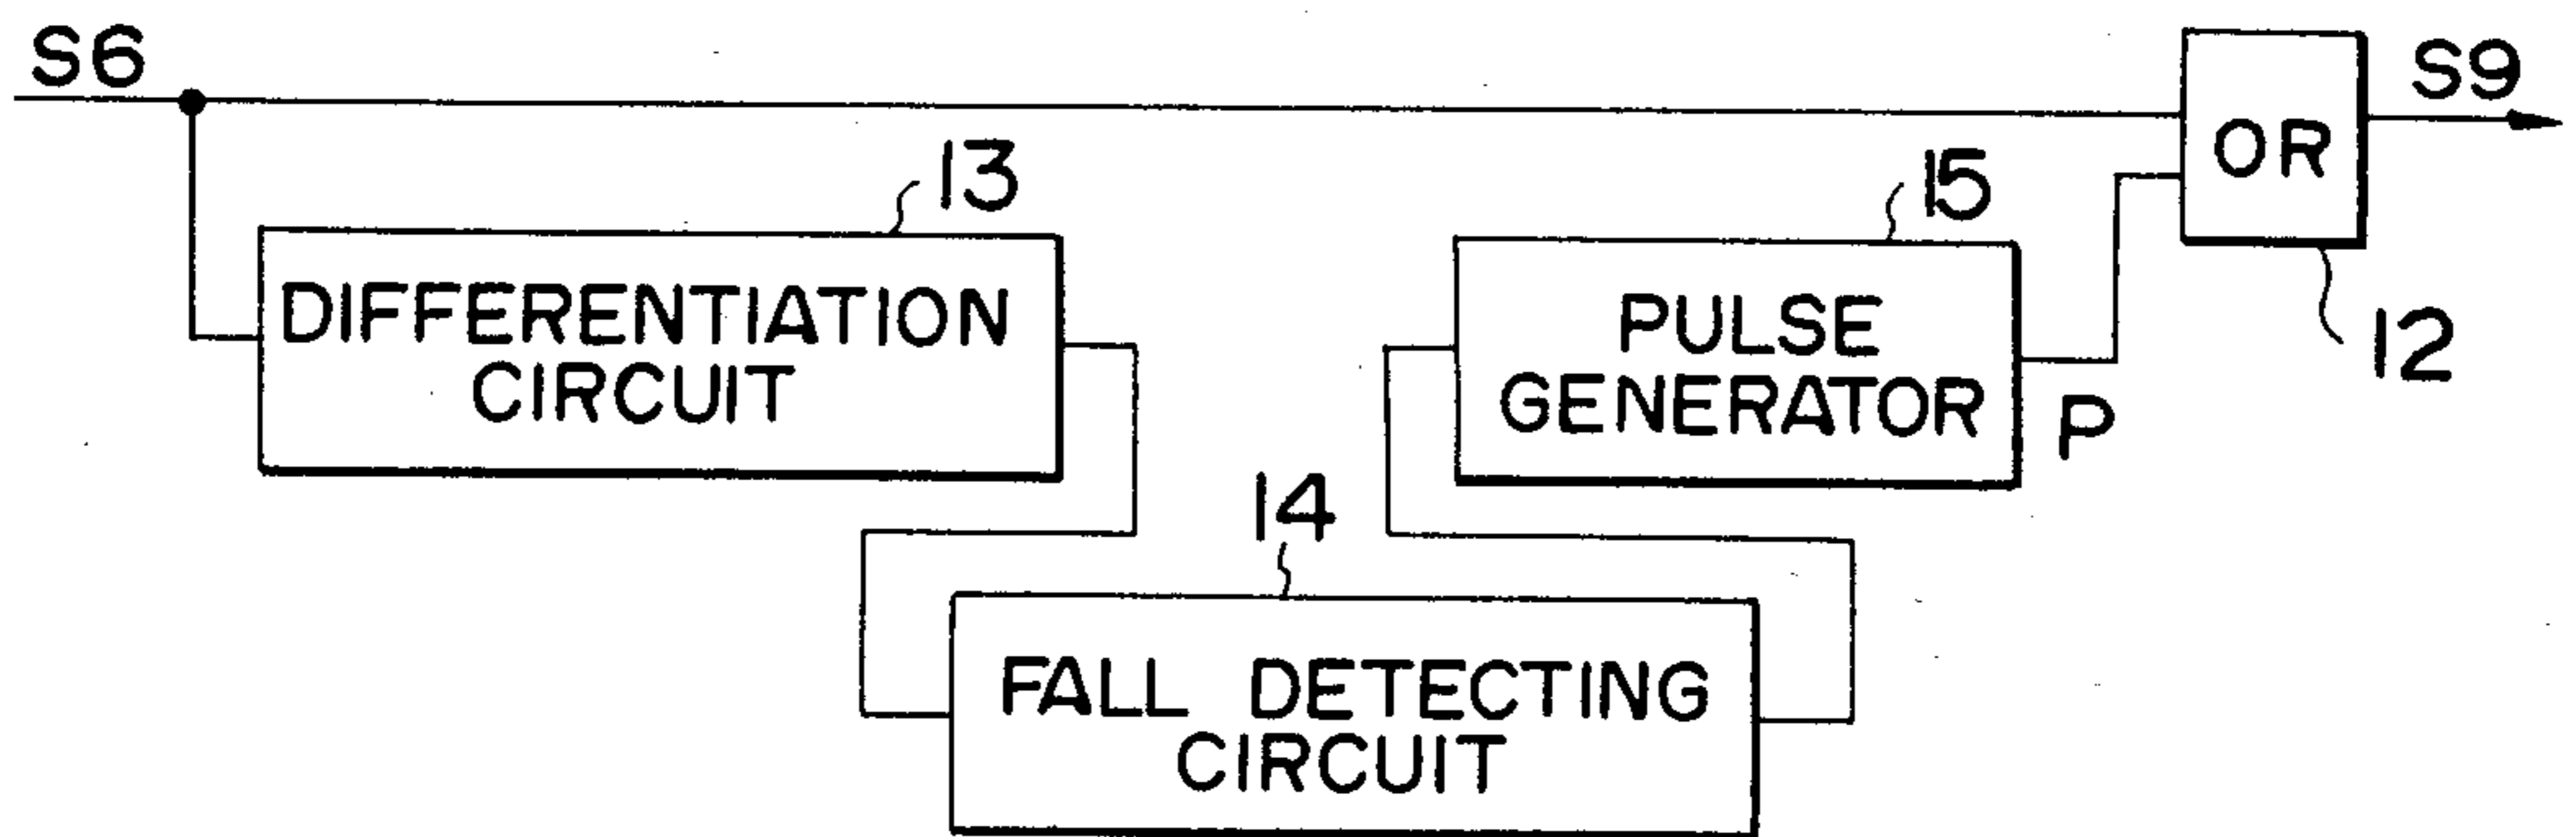 S6
S9
OR
13
15
DIFFERENTIATION
CIRCUIT
PULSE
GENERATOR
12
P
14
FALL DETECTING
CIRCUIT